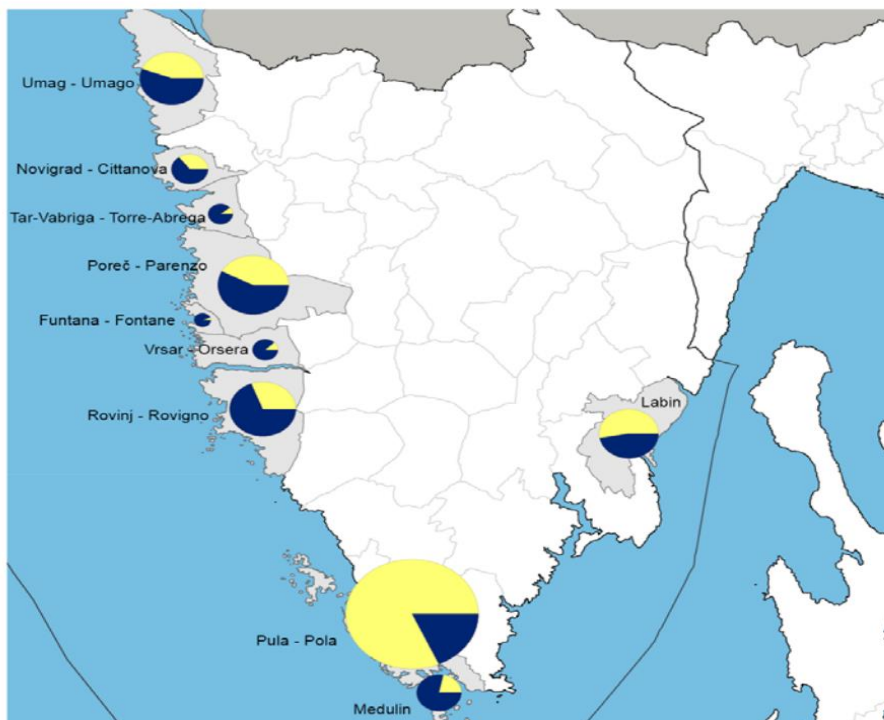 Umag - Umago
Novigrad - Cittanova
Tar-Vabriga - Torre-Abrega
Poreč - Parenzo
Funtana - Fontane
Vrsar - Orsera
Rovinj - Rovigno
Labin
Pula - Pola
Medulin